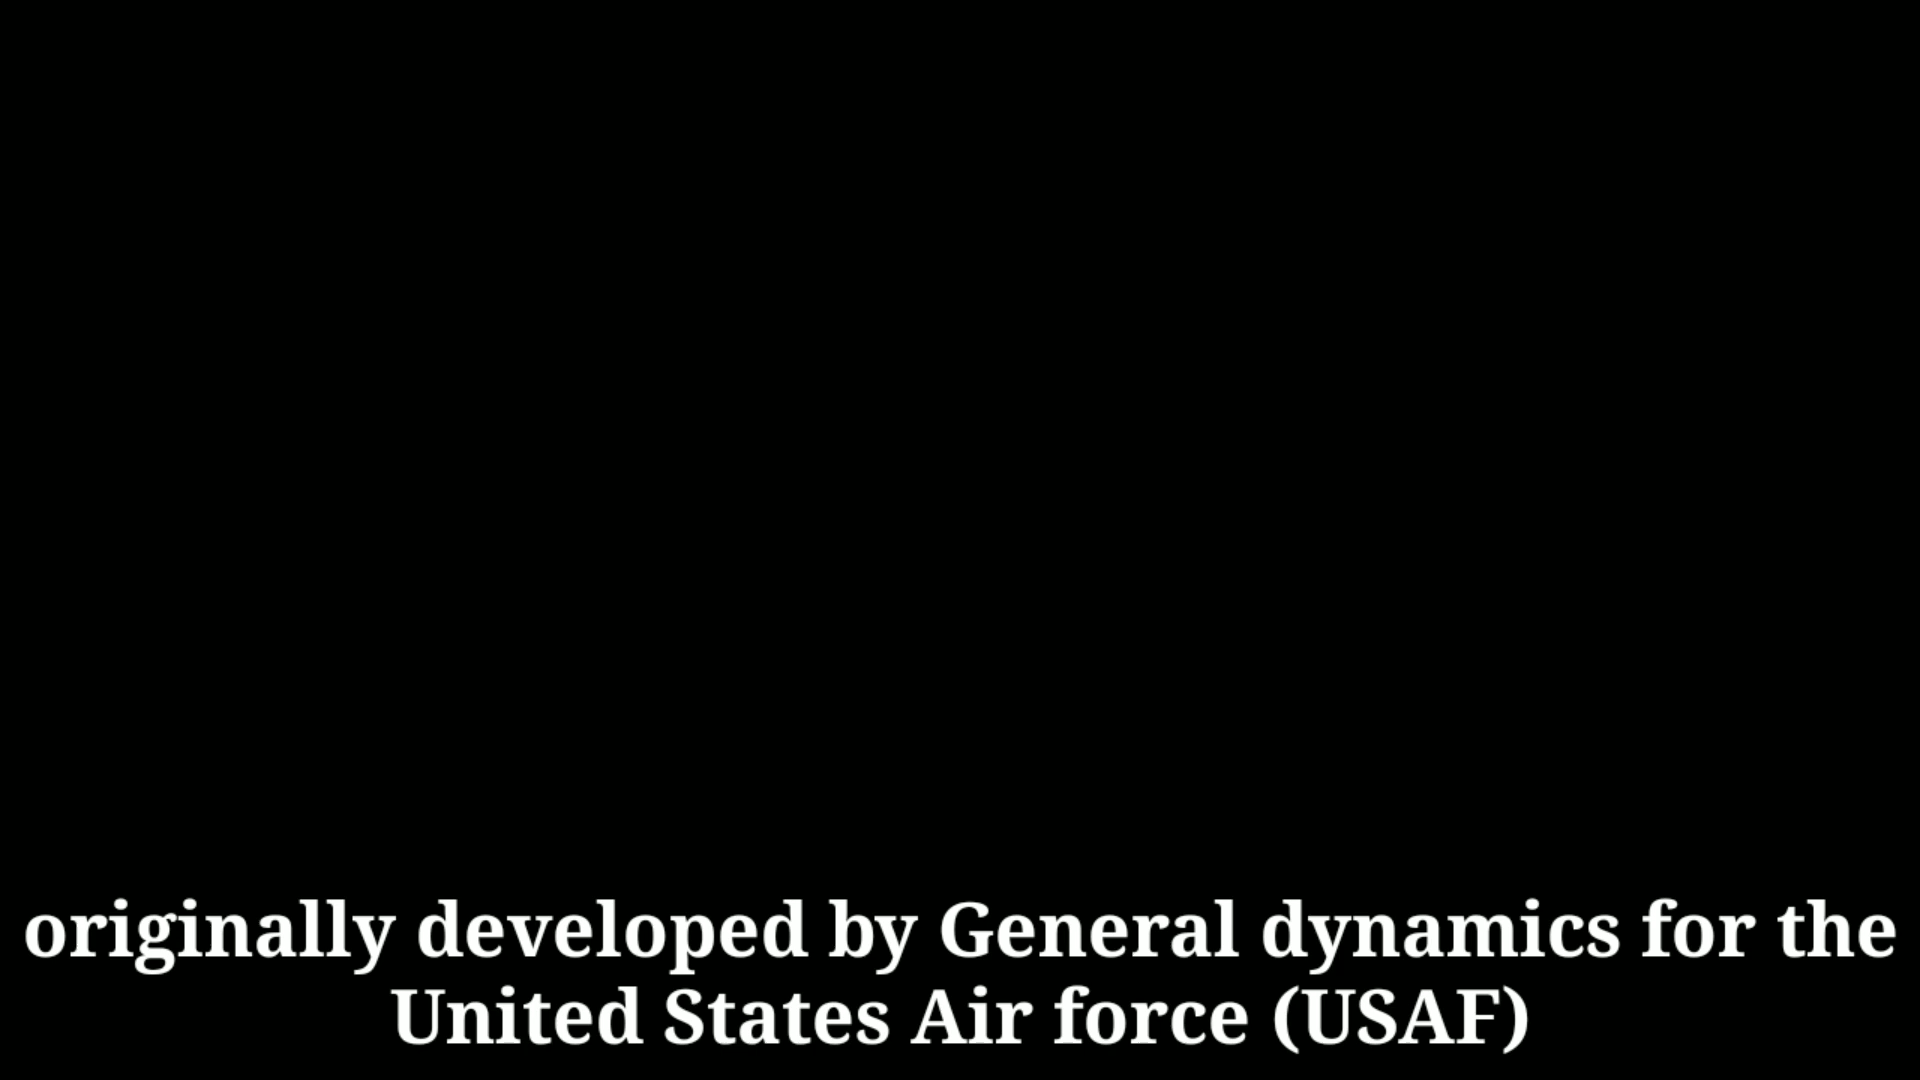 originally developed by General dynamics for the
United States Air force (USAF)